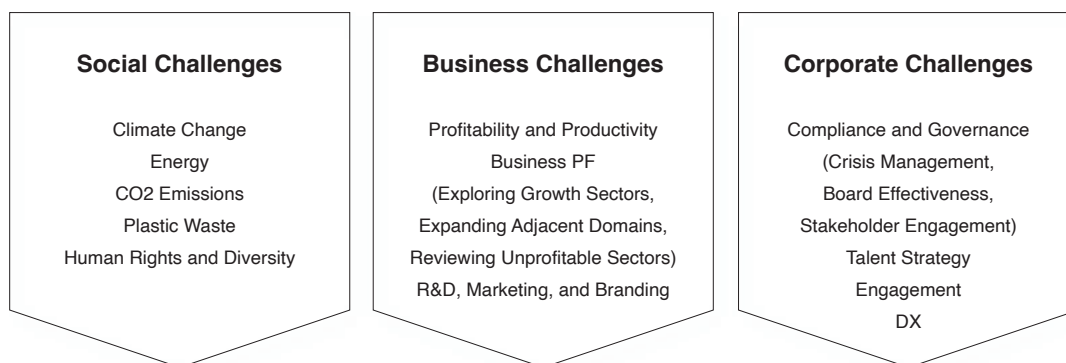 Social Challenges
Climate Change
Energy
CO2 Emissions
Plastic Waste
Human Rights and Diversity
Business Challenges
Profitability and Productivity
Business PF
(Exploring Growth Sectors,
Expanding Adjacent Domains,
Reviewing Unprofitable Sectors)
R&D, Marketing, and Branding
Corporate Challenges
Compliance and Governance
(Crisis Management,
Board Effectiveness,
Stakeholder Engagement)
Talent Strategy
Engagement
DX